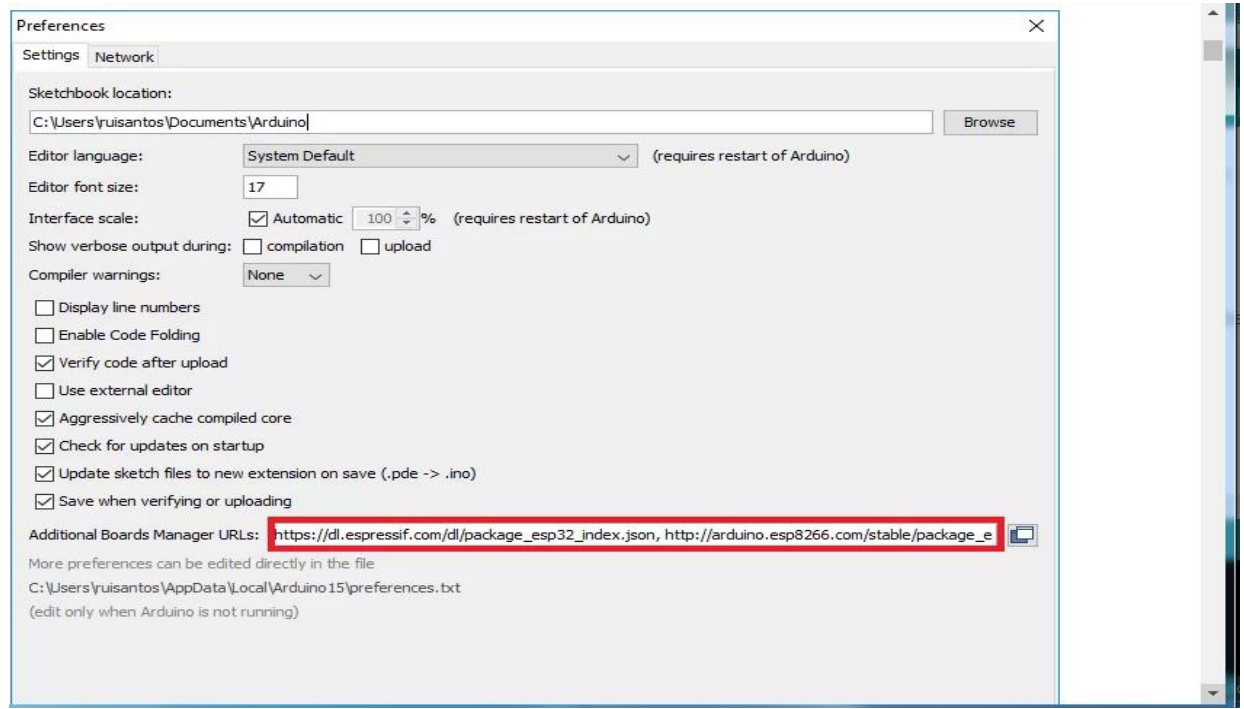 Preferences
Settings Network
Sketchbook location:
C:\Users\ruisantos\Documents\Arduino Browse
Editor language: System Default (requires restart of Arduino)
Editor font size: 17
Interface scale: Automatic 100 % (requires restart of Arduino)
Show verbose output during: compilation upload
Compiler warnings: None
Display line numbers
Enable Code Folding
Verify code after upload
Use external editor
Aggressively cache compiled core
Check for updates on startup
Update sketch files to new extension on save (.pde -> .ino)
Save when verifying or uploading
Additional Boards Manager URLs: https://dl.espressif.com/dl/package_esp32_index.json, http://arduino.esp8266.com/stable/package_e
More preferences can be edited directly in the file
C:\Users\ruisantos\AppData\Local\Arduino15\preferences.txt
(edit only when Arduino is not running)